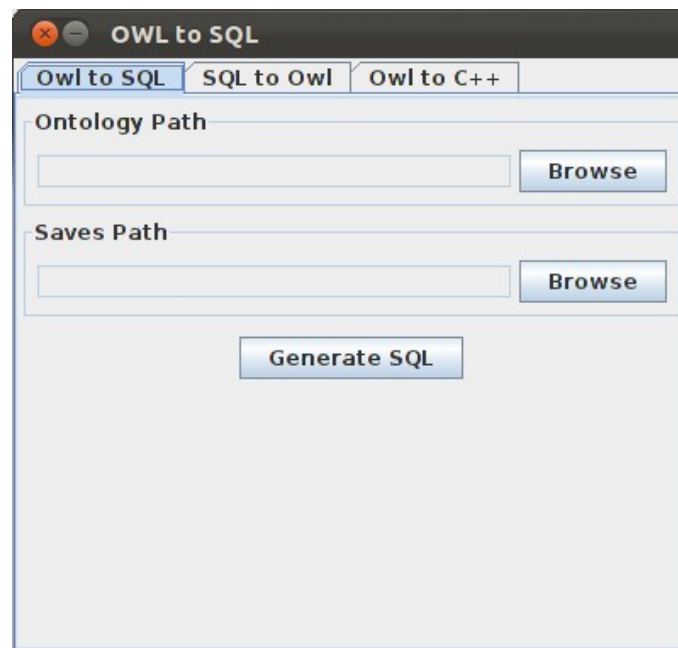 OWL to SQL
Owl to SQL SQL to Owl Owl to C++
Ontology Path
Browse
Saves Path
Browse
Generate SQL